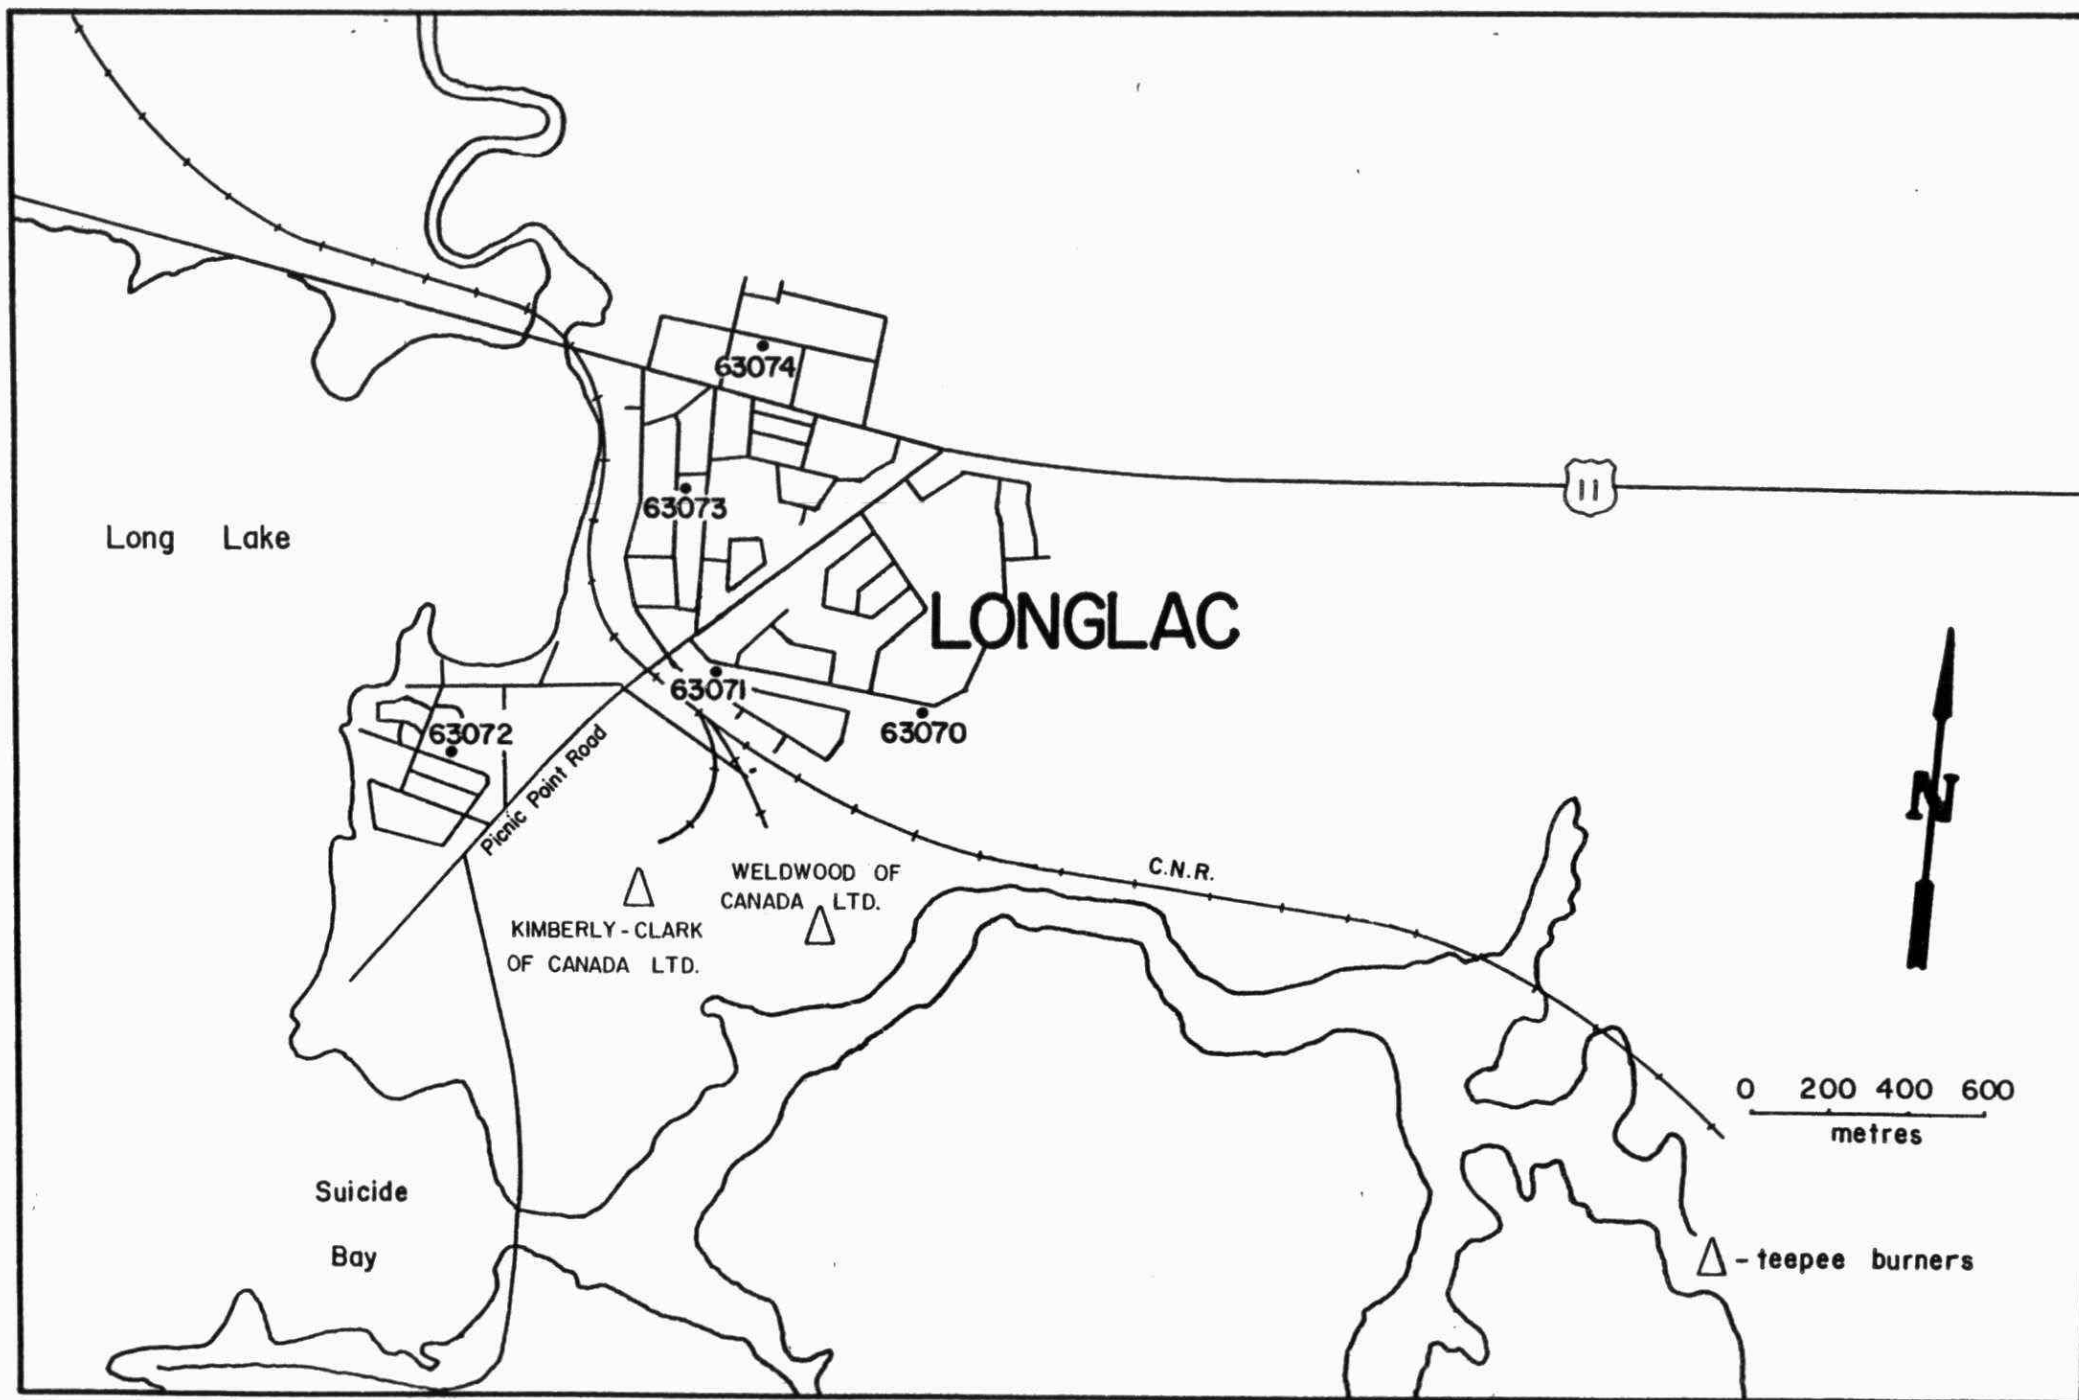 63074
11
63073
Long Lake
LONGLAC
63071
63072
63070
Picnic Point Road
N
C.N.R.
WELDWOOD OF
CANADA LTD.
KIMBERLY-CLARK
OF CANADA LTD.
0 200 400 600
metres
Suicide
Bay
- teepee burners